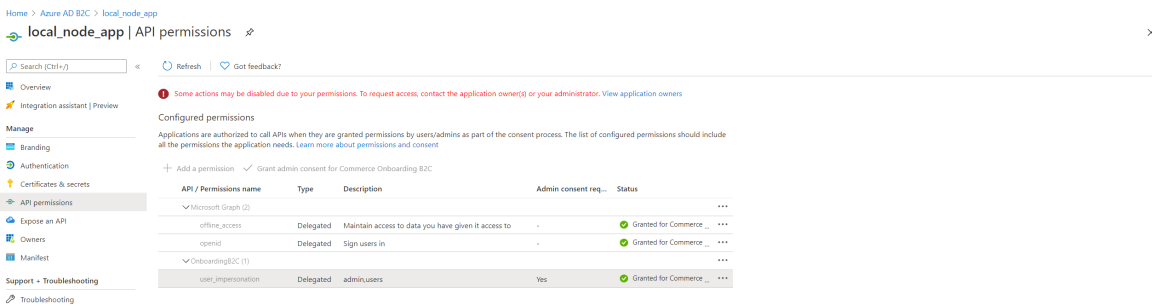 Home > Azure AD B2C > local_node_app
local_node_app | API permissions
Search (Ctrl+/)
«
Refresh
Got feedback?
Overview
Integration assistant | Preview
Some actions may be disabled due to your permissions. To request access, contact the application owner(s) or your administrator. View application owners
Configured permissions
Manage
Applications are authorized to call APIs when they are granted permissions by users/admins as part of the consent process. The list of configured permissions should include
all the permissions the application needs. Learn more about permissions and consent
Branding
Authentication
Certificates & secrets
API permissions
Expose an API
Owners
Manifest
Support + Troubleshooting
Troubleshooting
Add a permission
Grant admin consent for Commerce Onboarding B2C
API / Permissions name Type Description Admin consent req... Status
Microsoft Graph (2) ...
offline_access Delegated Maintain access to data you have given it access to - Granted for Commerce ... ...
openid Delegated Sign users in - Granted for Commerce ... ...
OnboardingB2C (1) ...
user_impersonation Delegated admin,users Yes Granted for Commerce ... ...